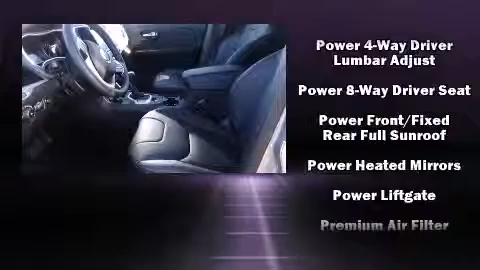 Power 4-Way Driver
Lumbar Adjust
Power 8-Way Driver Seat
Power Front/Fixed
Rear Full Sunroof
Power Heated Mirrors
Power Liftgate
Premium Air Filter